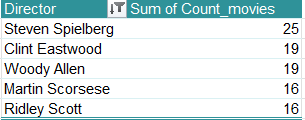 Director Sum of Count_movies
Steven Spielberg 25
Clint Eastwood 19
Woody Allen 19
Martin Scorsese 16
Ridley Scott 16